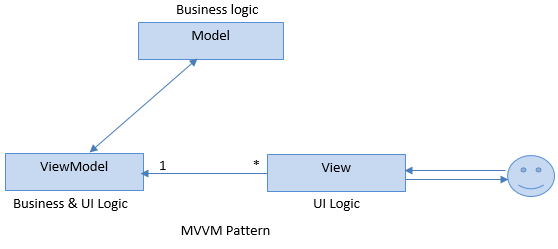 Business logic
Model
ViewModel
1
*
View
Business & UI Logic
UI Logic
MVVM Pattern